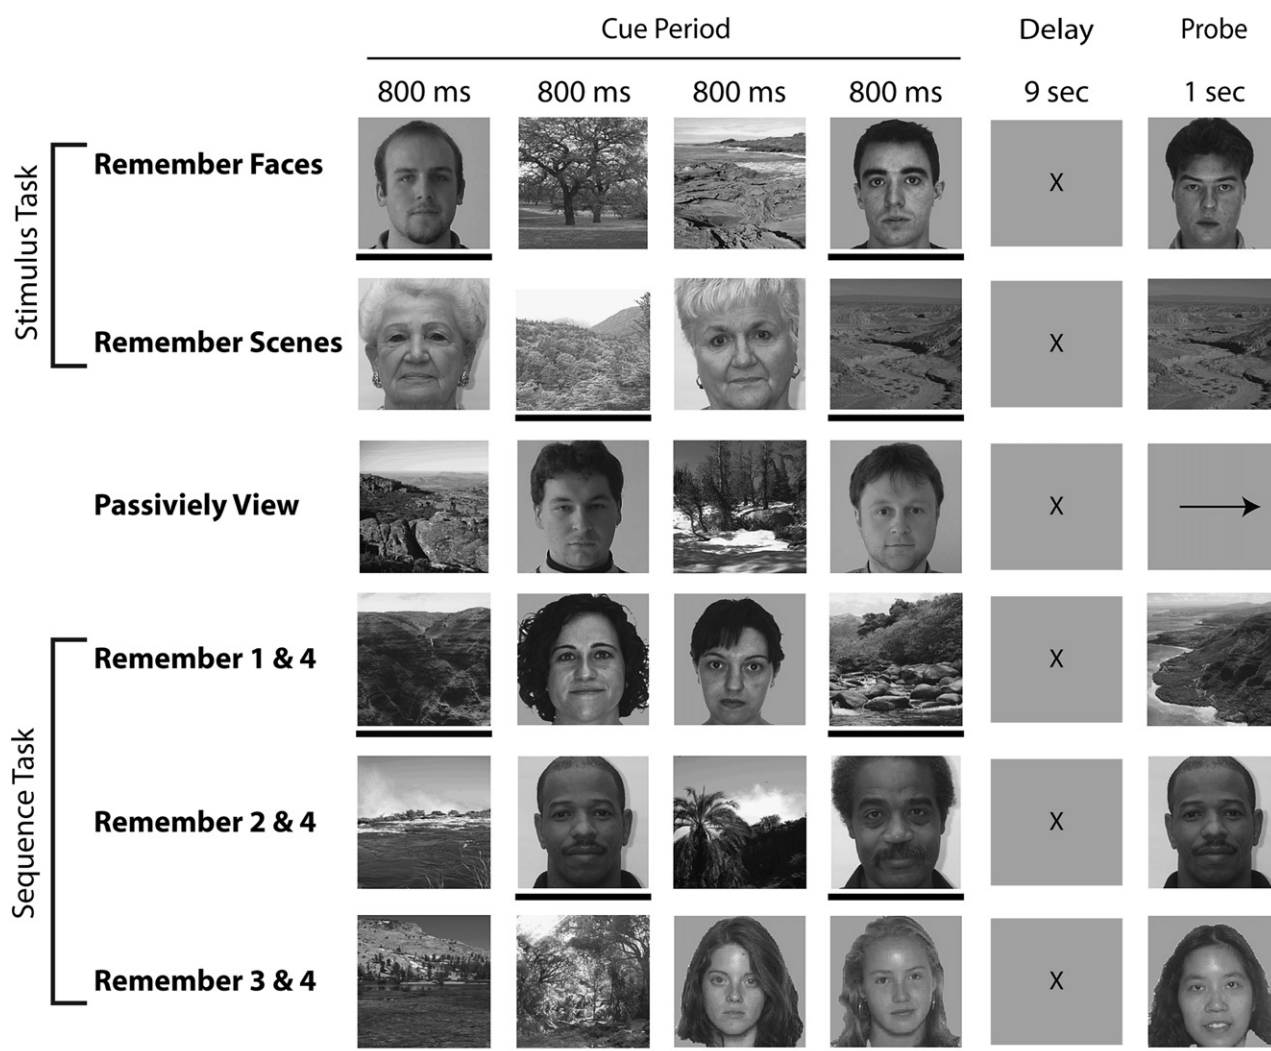 Cue Period Delay Probe
800 ms 800 ms 800 ms 800 ms 9 sec 1 sec
Stimulus Task
Remember Faces X
Remember Scenes X
Passiviely View X
Sequence Task
Remember 1 & 4 X
Remember 2 & 4 X
Remember 3 & 4 X